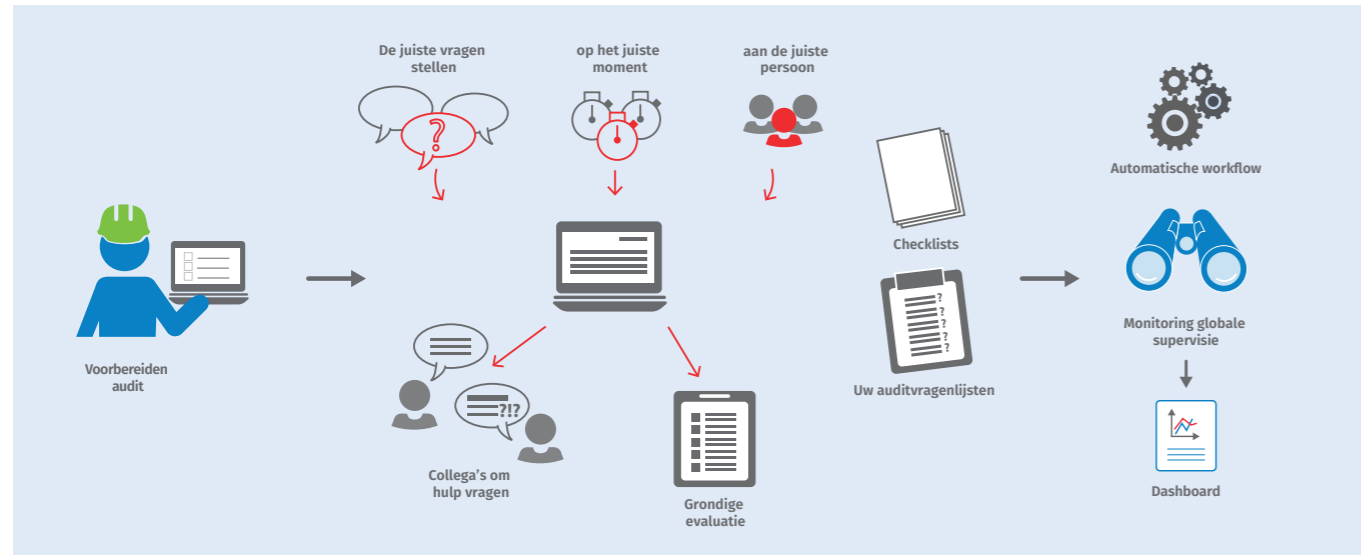 De juiste vragen
stellen
op het juiste
moment
aan de juiste
persoon
?
Voorbereiden
audit
?!?
Collega's om
hulp vragen
Grondige
evaluatie
Checklists
?
?
?
?
?
Uw auditvragenlijsten
Automatische workflow
Monitoring globale
supervisie
Dashboard